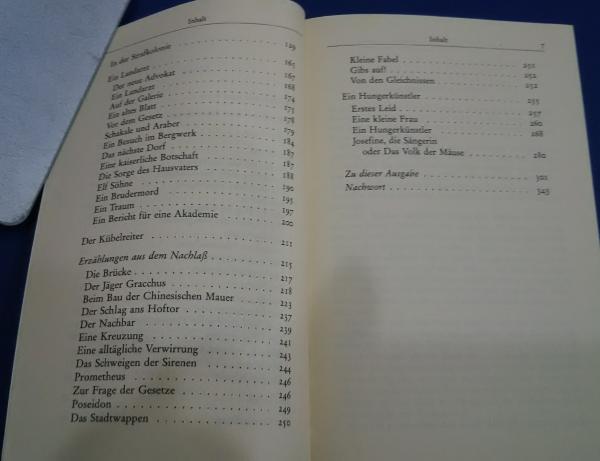 Inhalt
In der Strafkolonie 129
Ein Landarzt 165
Der neue Advokat 167
Ein Landarzt 168
Auf der Galerie 174
Ein altes Blatt 175
Vor dem Gesetz 178
Schakale und Araber 179
Ein Besuch im Bergwerk 184
Das nächste Dorf 187
Eine kaiserliche Botschaft 187
Die Sorge des Hausvaters 188
Elf Söhne 190
Ein Brudermord 195
Ein Traum 197
Ein Bericht für eine Akademie 200
Der Kübelreiter 211
Erzählungen aus dem Nachlaß 215
Die Brücke 217
Der Jäger Gracchus 218
Beim Bau der Chinesischen Mauer 223
Der Schlag ans Hoftor 237
Der Nachbar 239
Eine Kreuzung 241
Eine alltägliche Verwirrung 243
Das Schweigen der Sirenen 244
Prometheus 246
Zur Frage der Gesetze 246
Poseidon 249
Das Stadtwappen 250
Inhalt 7
Kleine Fabel 251
Gibs auf! 252
Von den Gleichnissen 252
Ein Hungerkünstler 255
Erstes Leid 257
Eine kleine Frau 260
Ein Hungerkünstler 268
Josefine, die Sängerin
oder Das Volk der Mäuse 280
Zu dieser Ausgabe 301
Nachwort 343